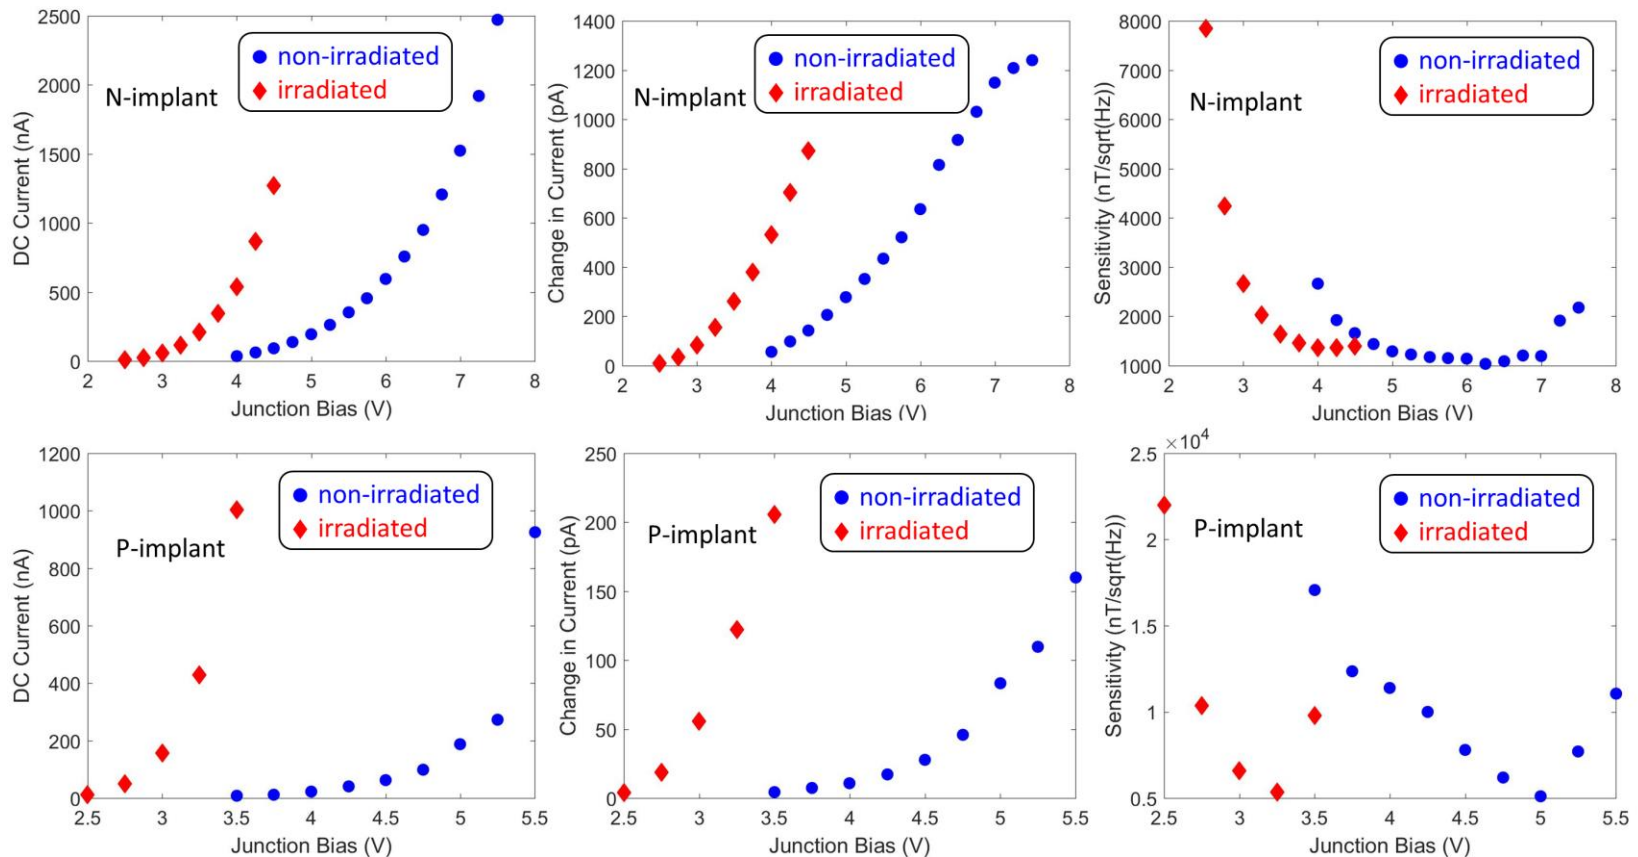 DC Current (nA)
2500
2000
1500
1000
500
0
2 3 4 5 6 7 8
Junction Bias (V)
N-implant
non-irradiated
irradiated
Change in Current (pA)
1400
1200
1000
800
600
400
200
0
2 3 4 5 6 7 8
Junction Bias (V)
N-implant
non-irradiated
irradiated
Sensitivity (nT/sqrt(Hz))
8000
7000
6000
5000
4000
3000
2000
1000
2 3 4 5 6 7 8
Junction Bias (V)
N-implant
non-irradiated
irradiated
DC Current (nA)
1200
1000
800
600
400
200
0
2.5 3 3.5 4 4.5 5 5.5
Junction Bias (V)
P-implant
non-irradiated
irradiated
Change in Current (pA)
250
200
150
100
50
0
2.5 3 3.5 4 4.5 5 5.5
Junction Bias (V)
P-implant
non-irradiated
irradiated
×10⁴
Sensitivity (nT/sqrt(Hz))
2.5
2
1.5
1
0.5
2.5 3 3.5 4 4.5 5 5.5
Junction Bias (V)
P-implant
non-irradiated
irradiated